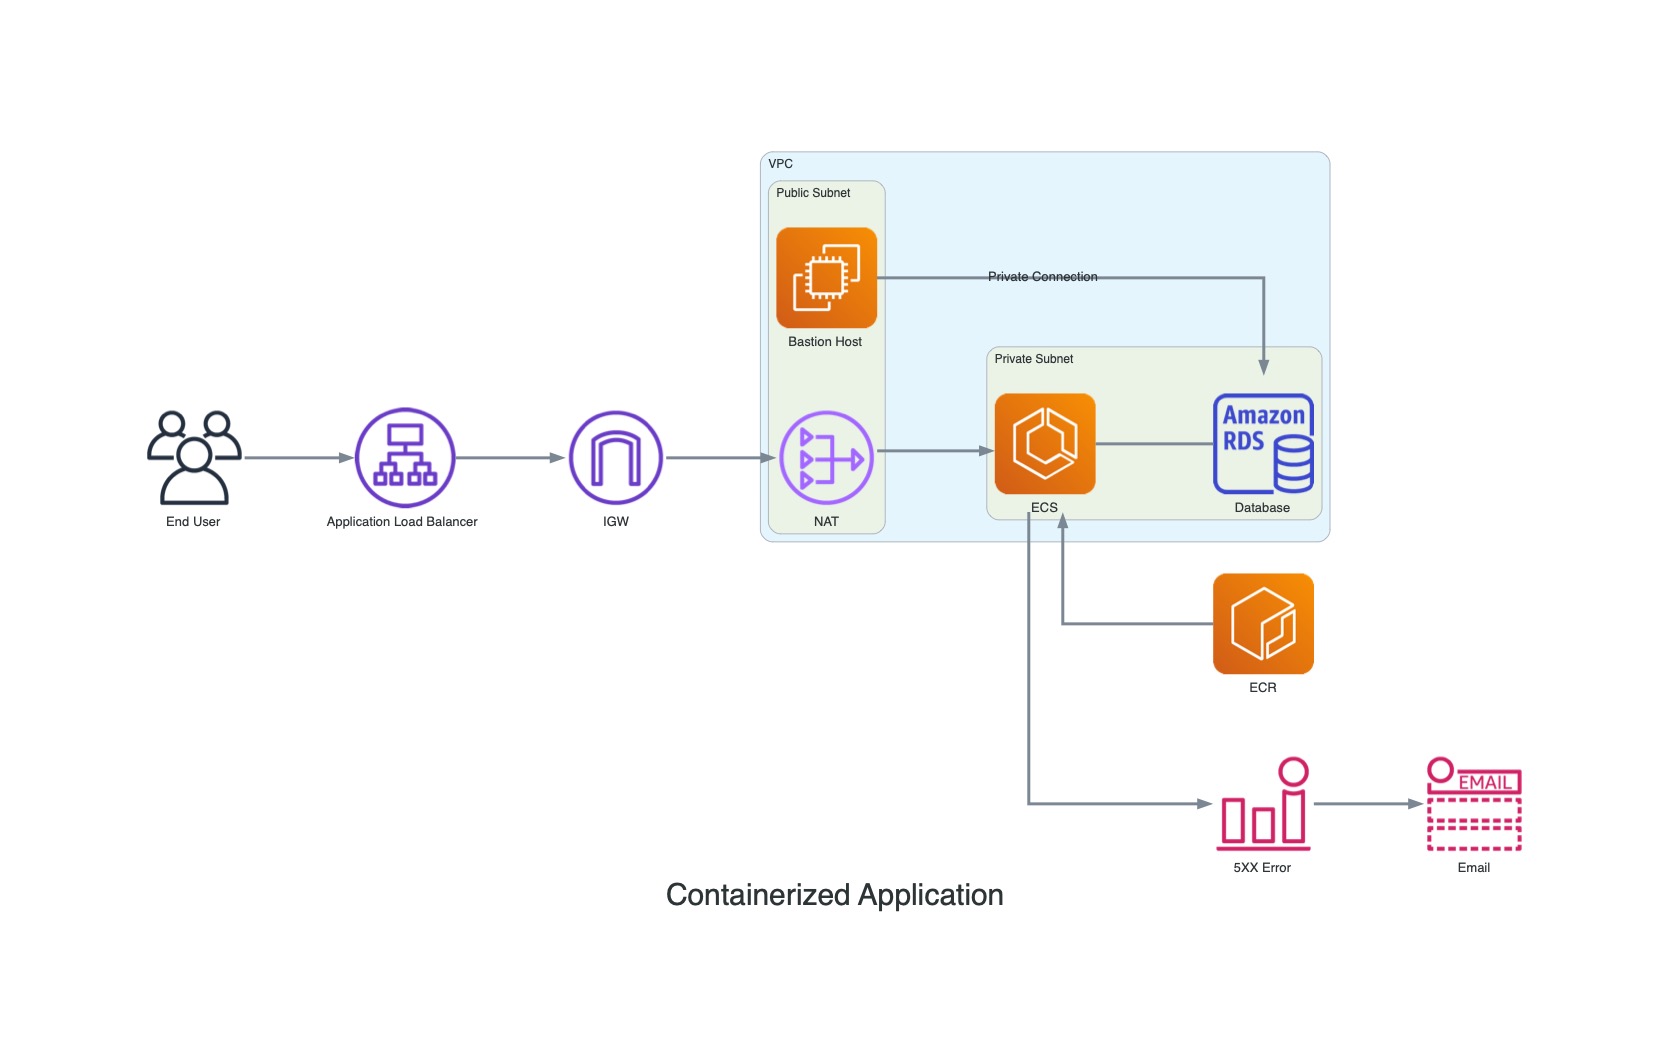 VPC
Public Subnet
Bastion Host
Private Connection
Private Subnet
Amazon
RDS
End User
Application Load Balancer
IGW
NAT
ECS
Database
ECR
EMAIL
5XX Error
Email
Containerized Application